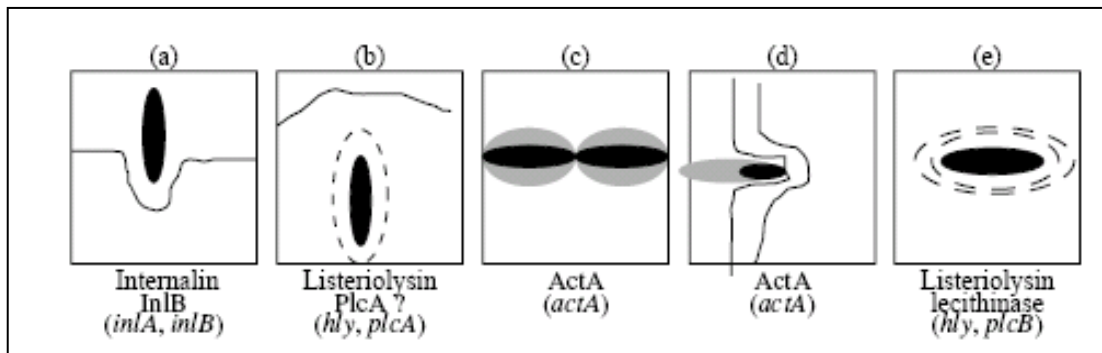 (a) (b) (c) (d) (e)
Internalin
InlB
(inlA, inlB)
Listeriolysin
PlcA ?
(hly, plcA)
ActA
(actA)
ActA
(actA)
Listeriolysin
lecithinase
(hly, plcB)